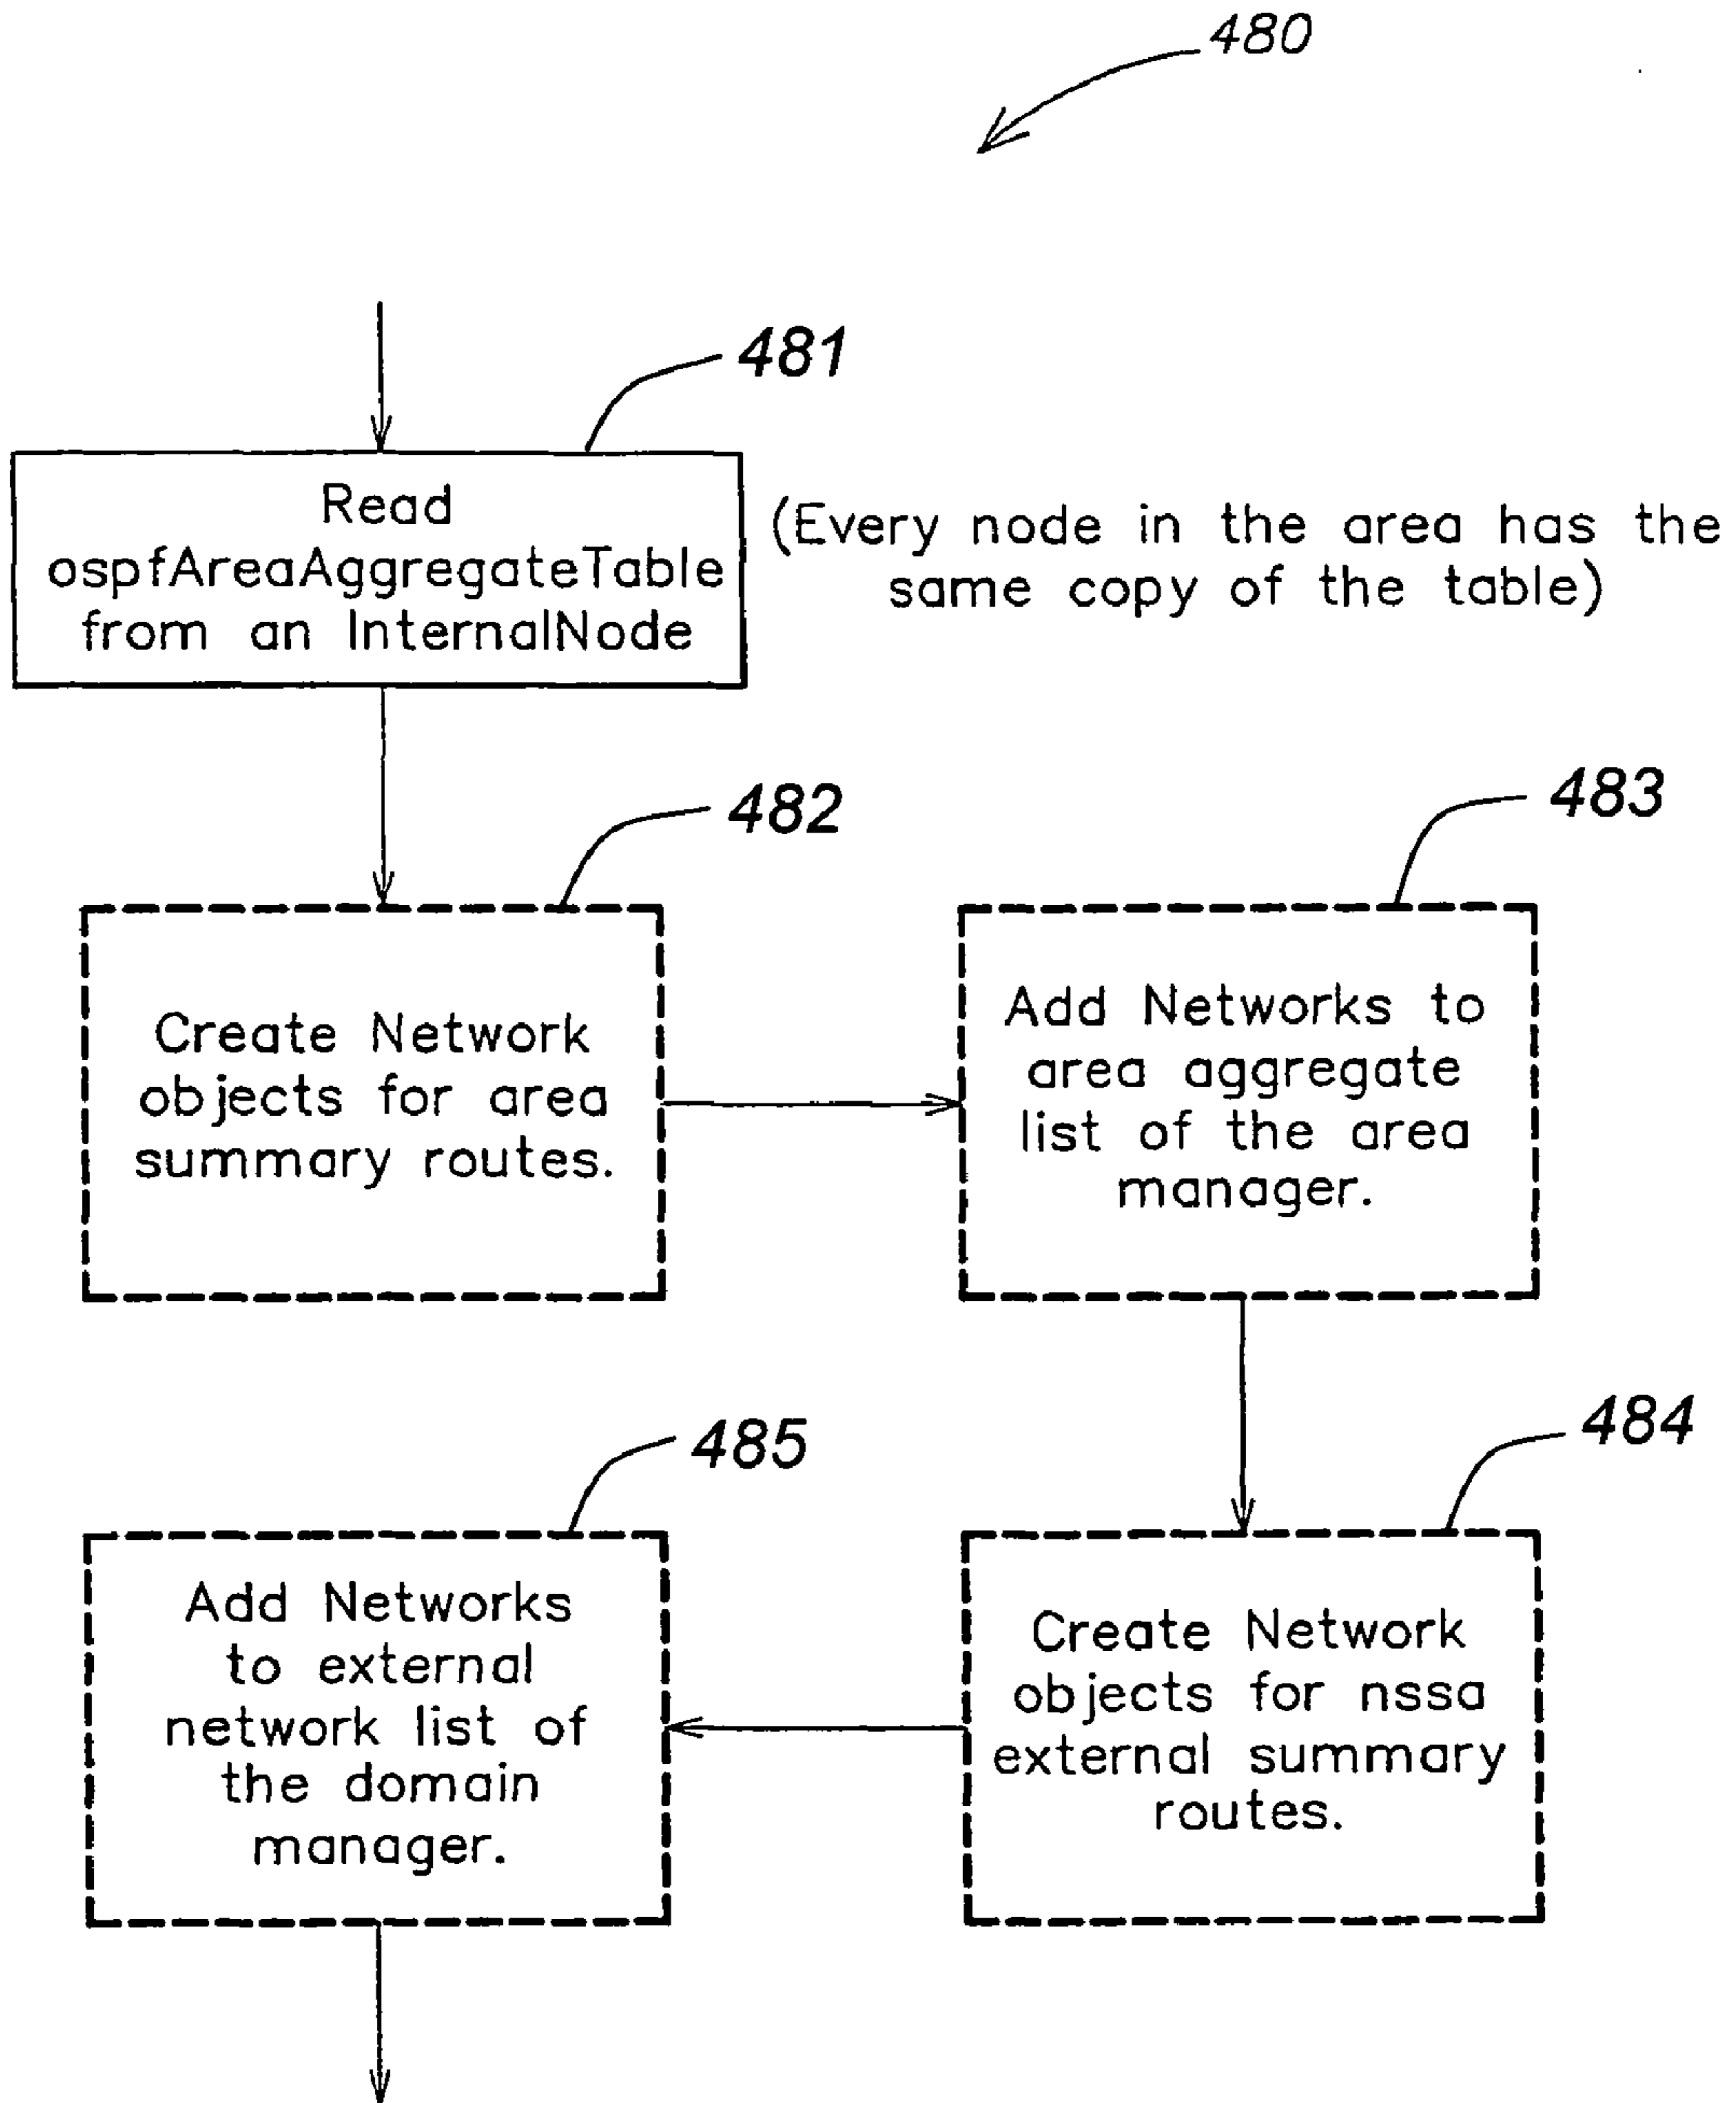 480
481
Read
ospfAreaAggregateTable
from an InternalNode
(Every node in the area has the
same copy of the table)
482
Create Network
objects for area
summary routes.
483
Add Networks to
area aggregate
list of the area
manager.
484
Create Network
objects for nssa
external summary
routes.
485
Add Networks
to external
network list of
the domain
manager.